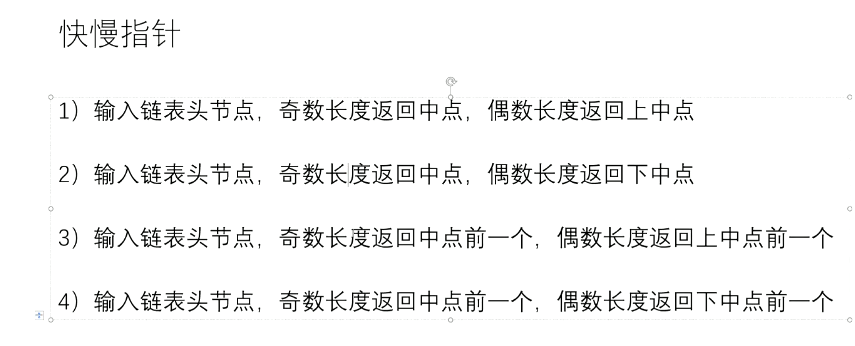 快慢指针
1）输入链表头节点，奇数长度返回中点，偶数长度返回上中点
2）输入链表头节点，奇数长度返回中点，偶数长度返回下中点
3）输入链表头节点，奇数长度返回中点前一个，偶数长度返回上中点前一个
4）输入链表头节点，奇数长度返回中点前一个，偶数长度返回下中点前一个